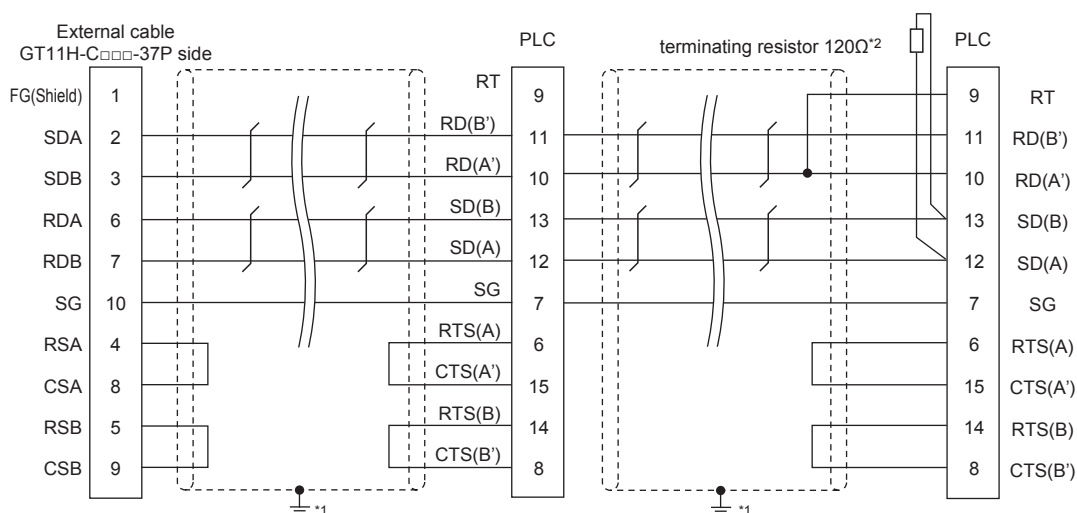 External cable
GT11H-C□□□-37P side
PLC
terminating resistor 120Ω*2
PLC
FG(Shield) 1 RT 9 9 RT
SDA 2 RD(B’) 11 11 RD(B’)
SDB 3 RD(A’) 10 10 RD(A’)
RDA 6 SD(B) 13 13 SD(B)
RDB 7 SD(A) 12 12 SD(A)
SG 10 SG 7 7 SG
RSA 4 RTS(A) 6 6 RTS(A)
CSA 8 CTS(A’) 15 15 CTS(A’)
RSB 5 RTS(B) 14 14 RTS(B)
CSB 9 CTS(B’) 8 8 CTS(B’)
*1 *1